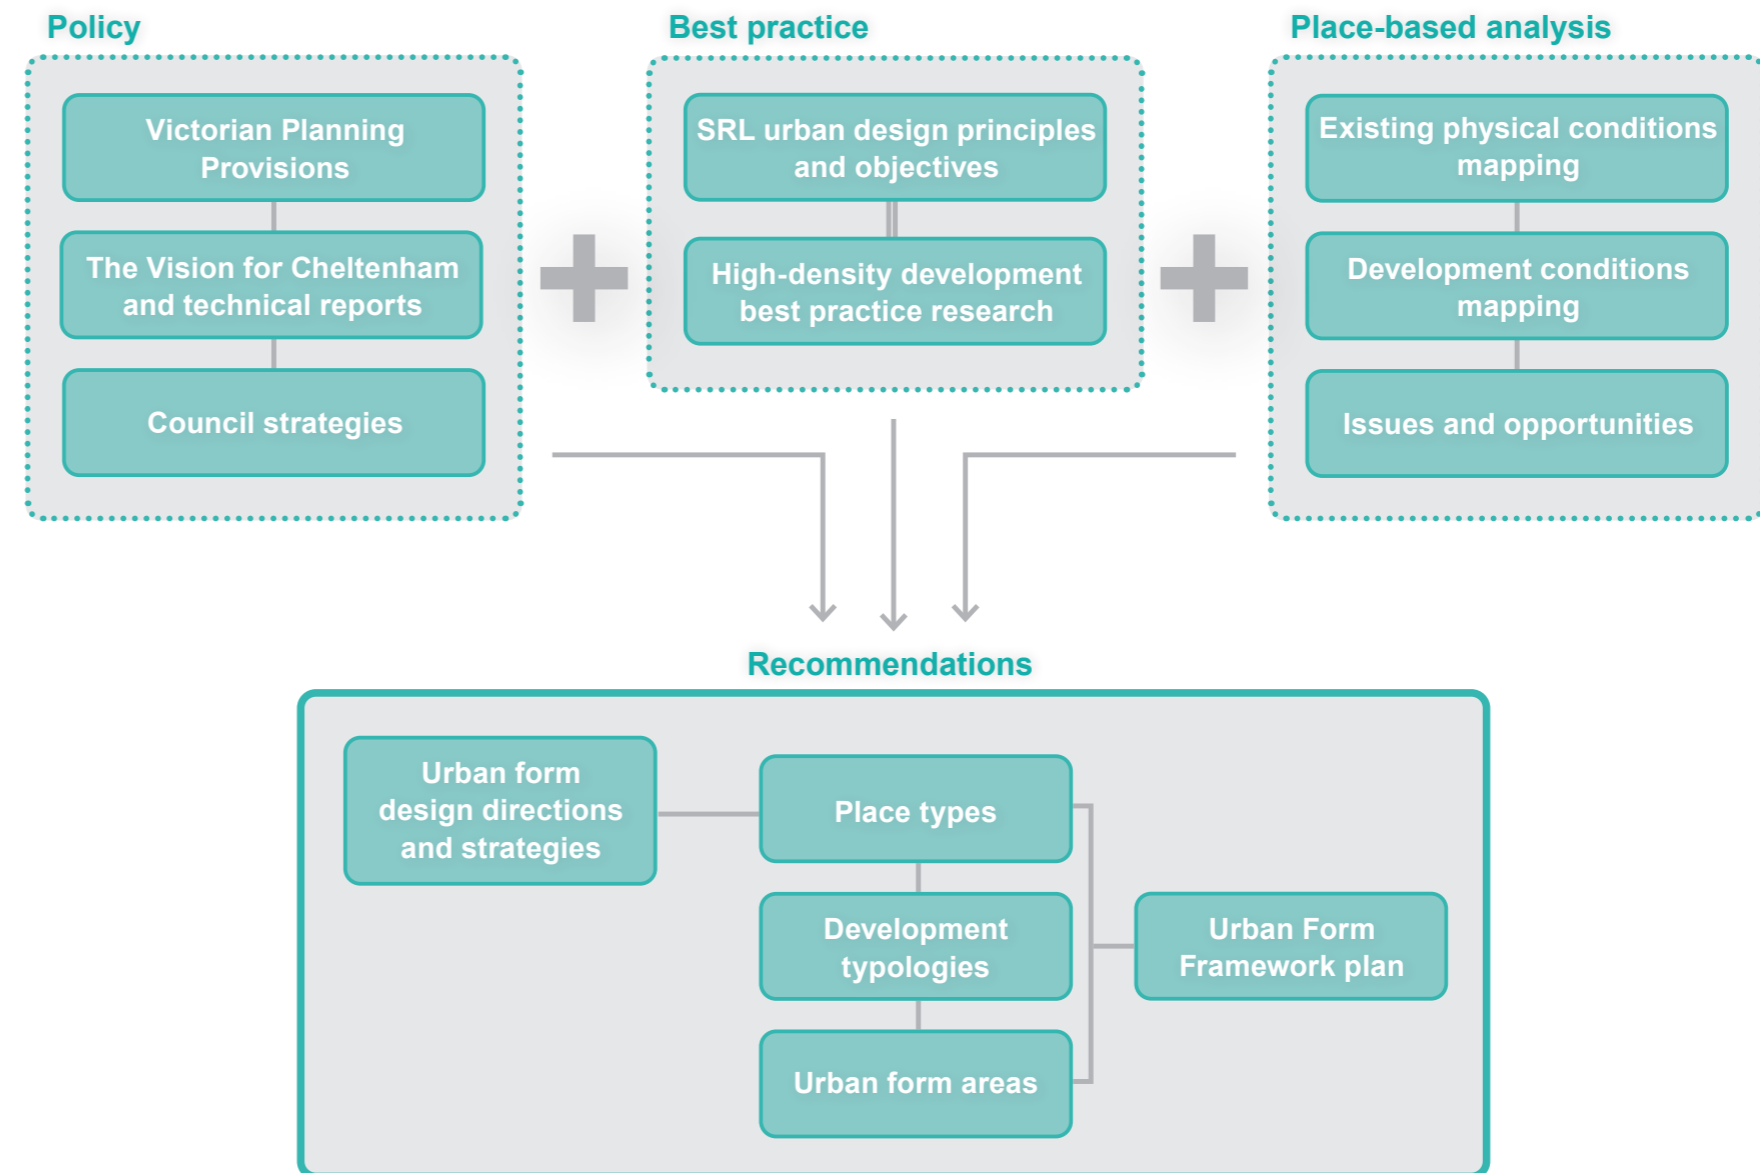 Policy
Victorian Planning
Provisions
The Vision for Cheltenham
and technical reports
Council strategies
Best practice
SRL urban design principles
and objectives
High-density development
best practice research
Place-based analysis
Existing physical conditions
mapping
Development conditions
mapping
Issues and opportunities
Recommendations
Urban form
design directions
and strategies
Place types
Development
typologies
Urban form areas
Urban Form
Framework plan